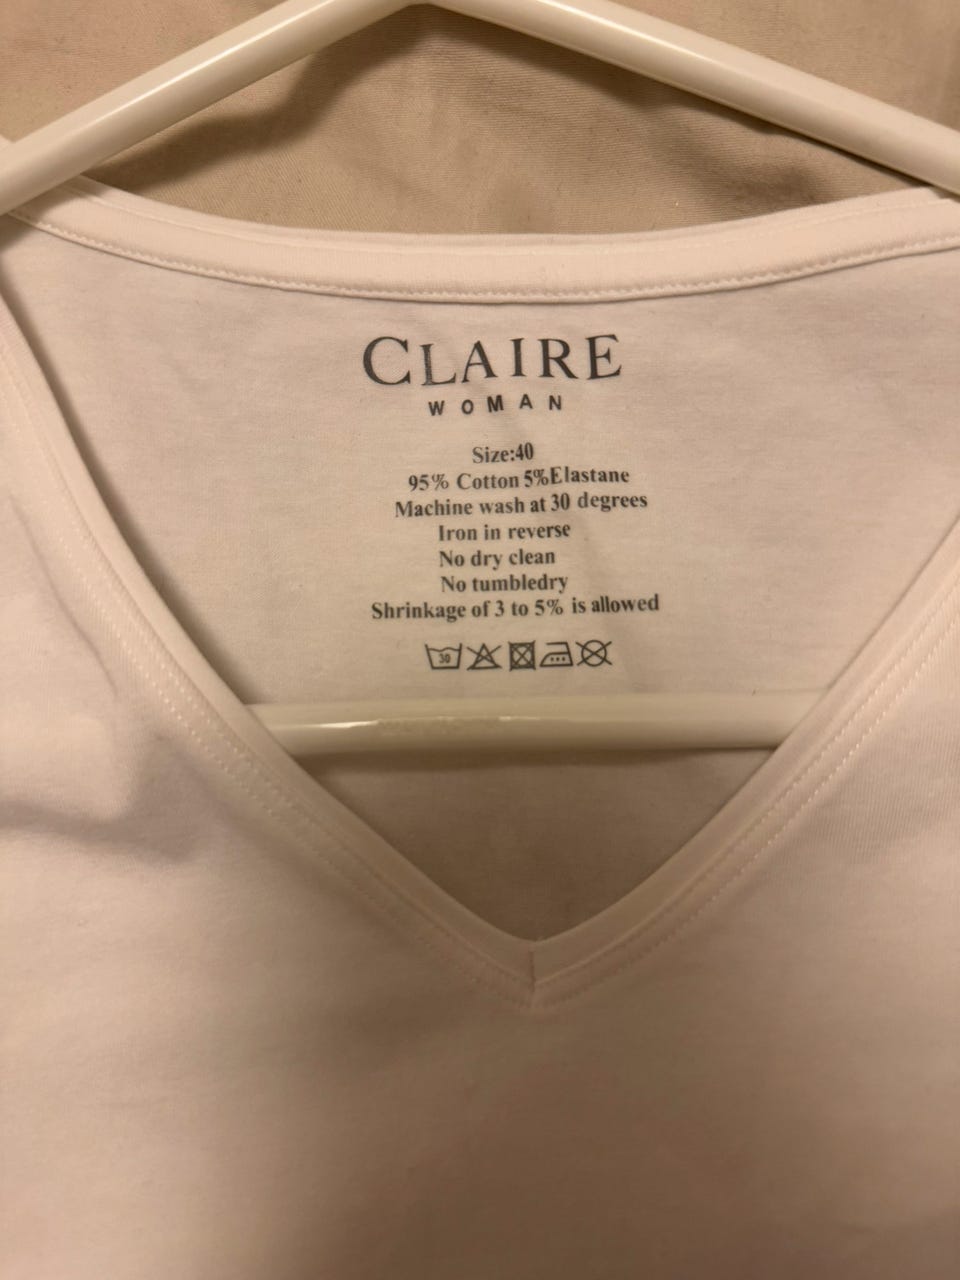 CLAIRE
WOMAN
Size:40
95% Cotton 5%Elastane
Machine wash at 30 degrees
Iron in reverse
No dry clean
No tumbledry
Shrinkage of 3 to 5% is allowed
30